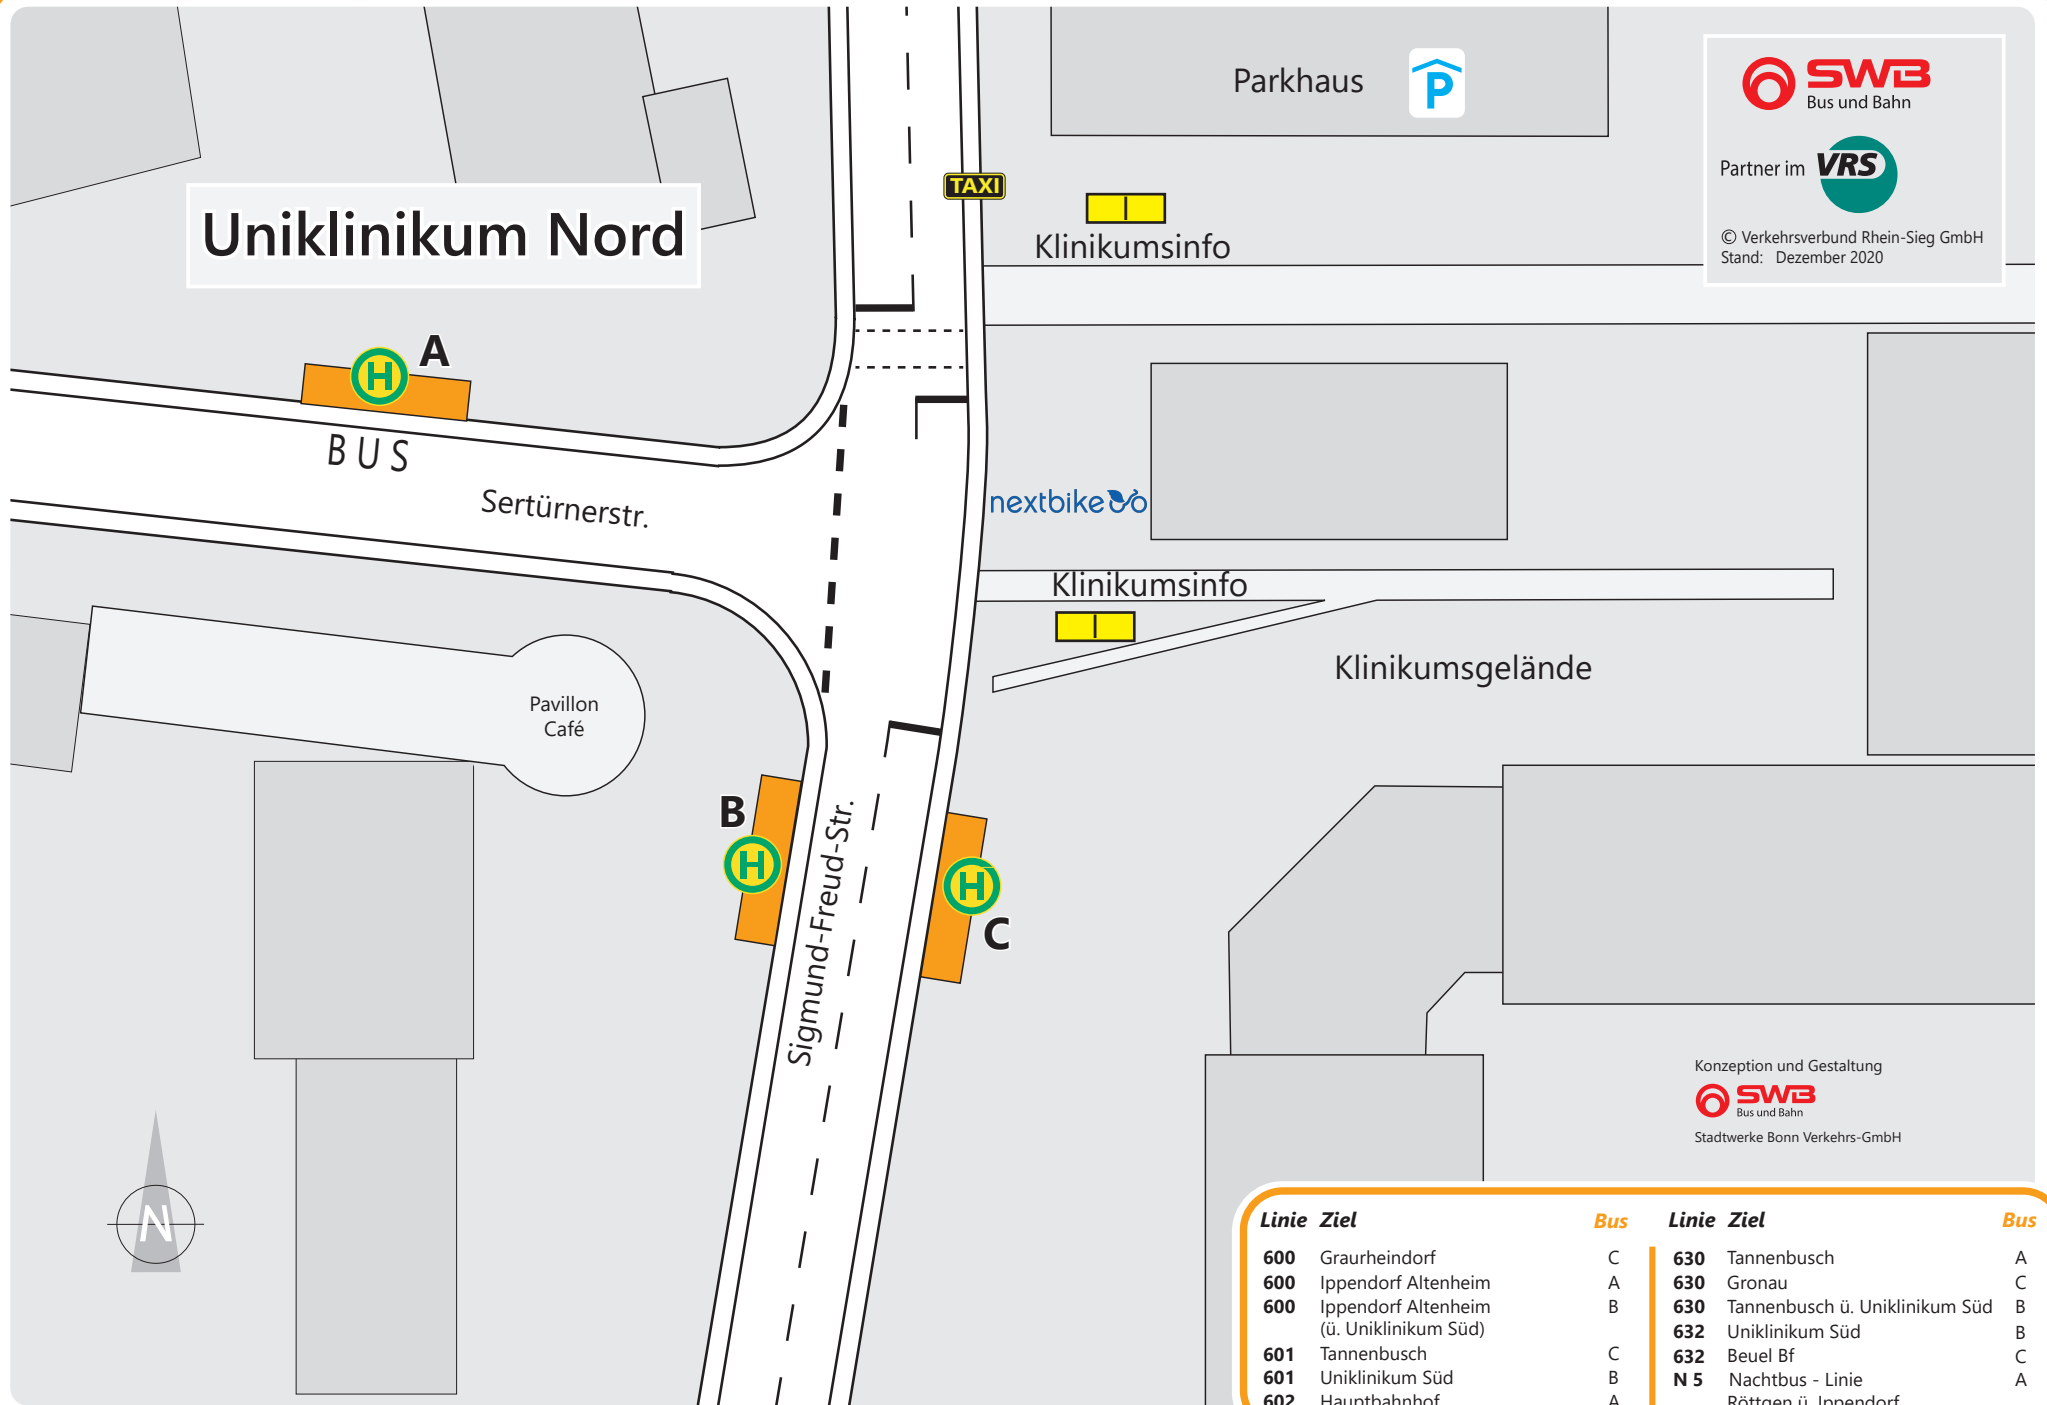 Parkhaus
P
SWB
Bus und Bahn
Partner im VRS
© Verkehrsverbund Rhein-Sieg GmbH
Stand: Dezember 2020
TAXI
Uniklinikum Nord
Klinikumsinfo
H A
BUS
Sertürnerstr.
nextbike
Klinikumsinfo
Klinikumsgelände
Pavillon
Café
B
H
Sigmund-Freud-Str.
H
C
Konzeption und Gestaltung
SWB
Bus und Bahn
Stadtwerke Bonn Verkehrs-GmbH
N
Linie Ziel Bus
600 Graurheindorf C
600 Ippendorf Altenheim A
600 Ippendorf Altenheim B
(ü. Uniklinikum Süd)
601 Tannenbusch C
601 Uniklinikum Süd B
602 Hauptbahnhof A
Linie Ziel Bus
630 Tannenbusch A
630 Gronau C
630 Tannenbusch ü. Uniklinikum Süd B
632 Uniklinikum Süd B
632 Beuel Bf C
N 5 Nachtbus - Linie A
Röttgen ü. Ippendorf